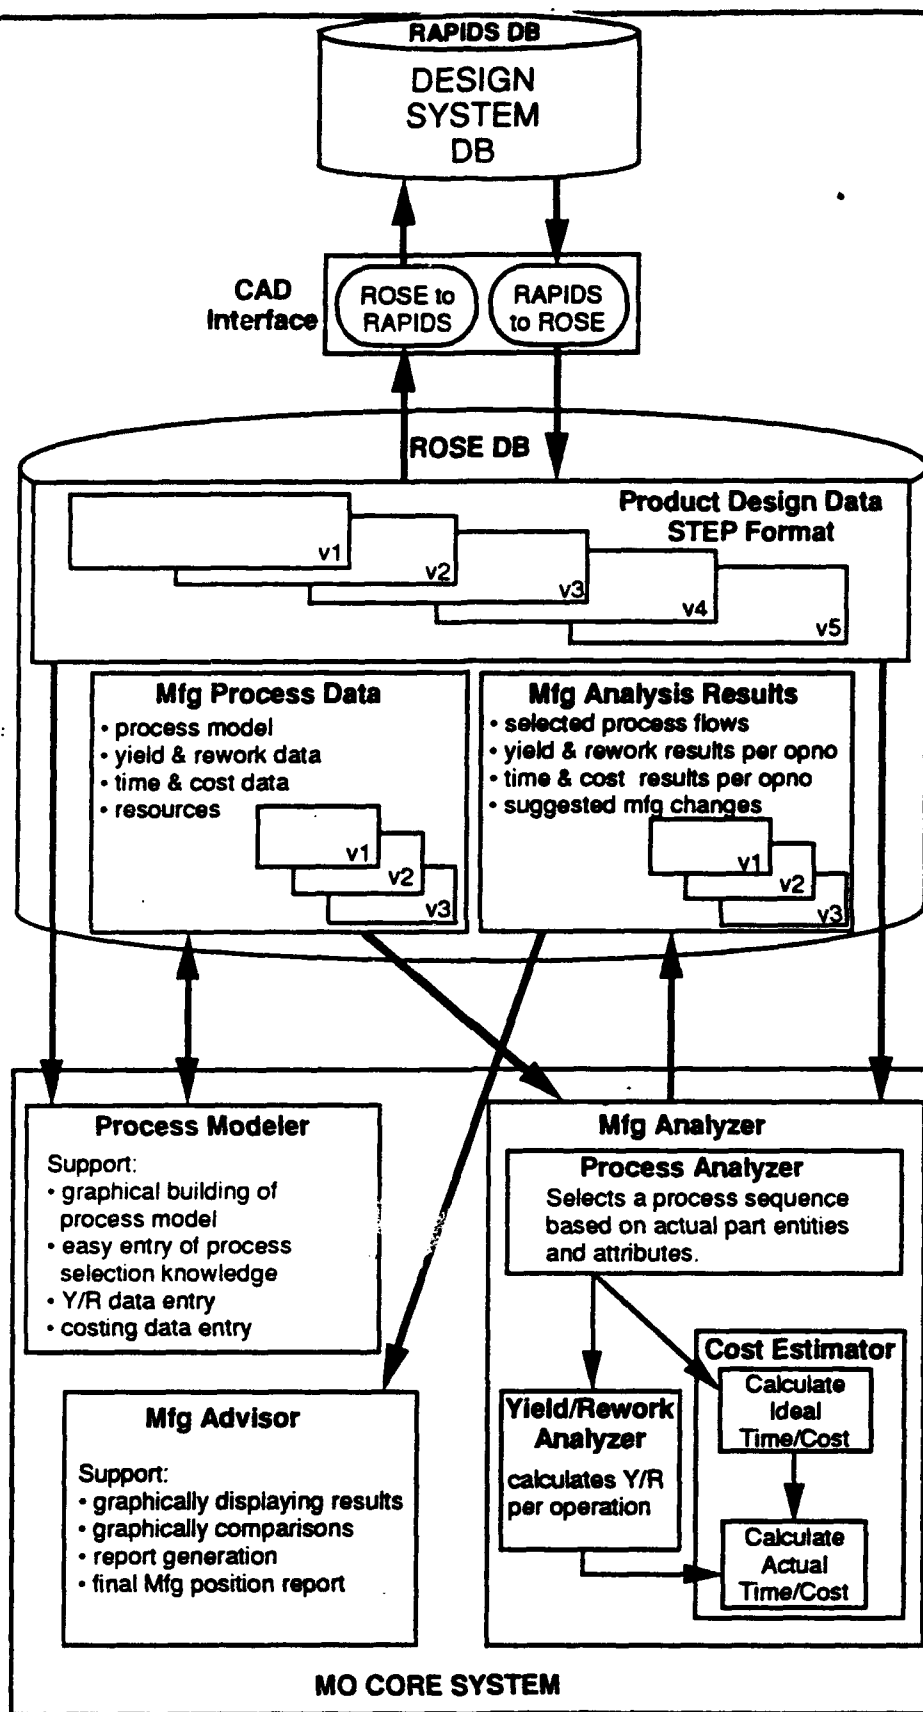 RAPIDS DB
DESIGN
SYSTEM
DB
CAD
Interface
ROSE to
RAPIDS
RAPIDS
to ROSE
ROSE DB
Product Design Data
STEP Format
v1
v2
v3
v4
v5
Mfg Process Data
• process model
• yield & rework data
• time & cost data
• resources
v1
v2
v3
Mfg Analysis Results
• selected process flows
• yield & rework results per opno
• time & cost results per opno
• suggested mfg changes
v1
v2
v3
Process Modeler
Support:
• graphical building of
process model
• easy entry of process
selection knowledge
• Y/R data entry
• costing data entry
Mfg Analyzer
Process Analyzer
Selects a process sequence
based on actual part entities
and attributes.
Cost Estimator
Calculate
Ideal
Time/Cost
Yield/Rework
Analyzer
calculates Y/R
per operation
Calculate
Actual
Time/Cost
Mfg Advisor
Support:
• graphically displaying results
• graphically comparisons
• report generation
• final Mfg position report
MO CORE SYSTEM